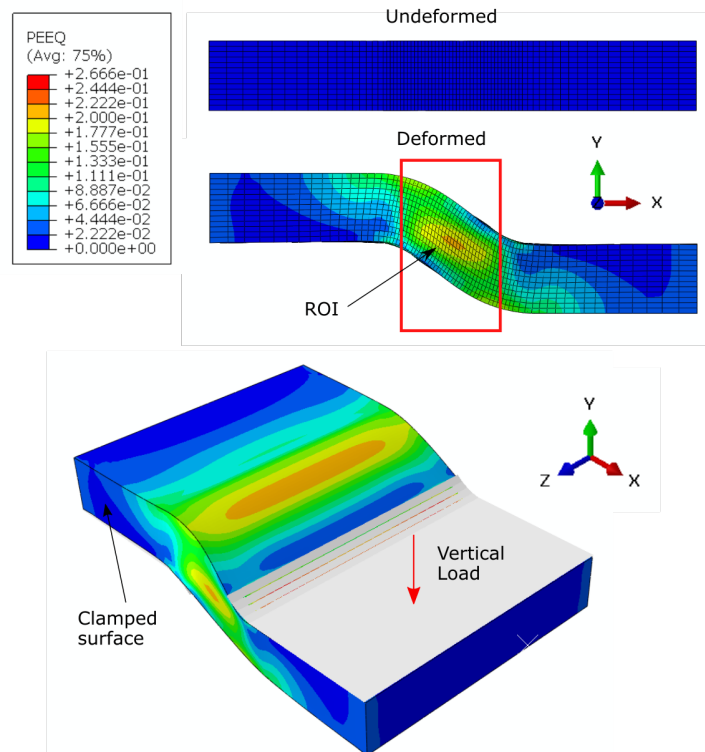 PEEQ
(Avg: 75%)
+2.666e-01
+2.444e-01
+2.222e-01
+2.000e-01
+1.777e-01
+1.555e-01
+1.333e-01
+1.111e-01
+8.887e-02
+6.666e-02
+4.444e-02
+2.222e-02
+0.000e+00
Undeformed
Deformed
Y
X
ROI
Y
Z
X
Vertical
Load
Clamped
surface